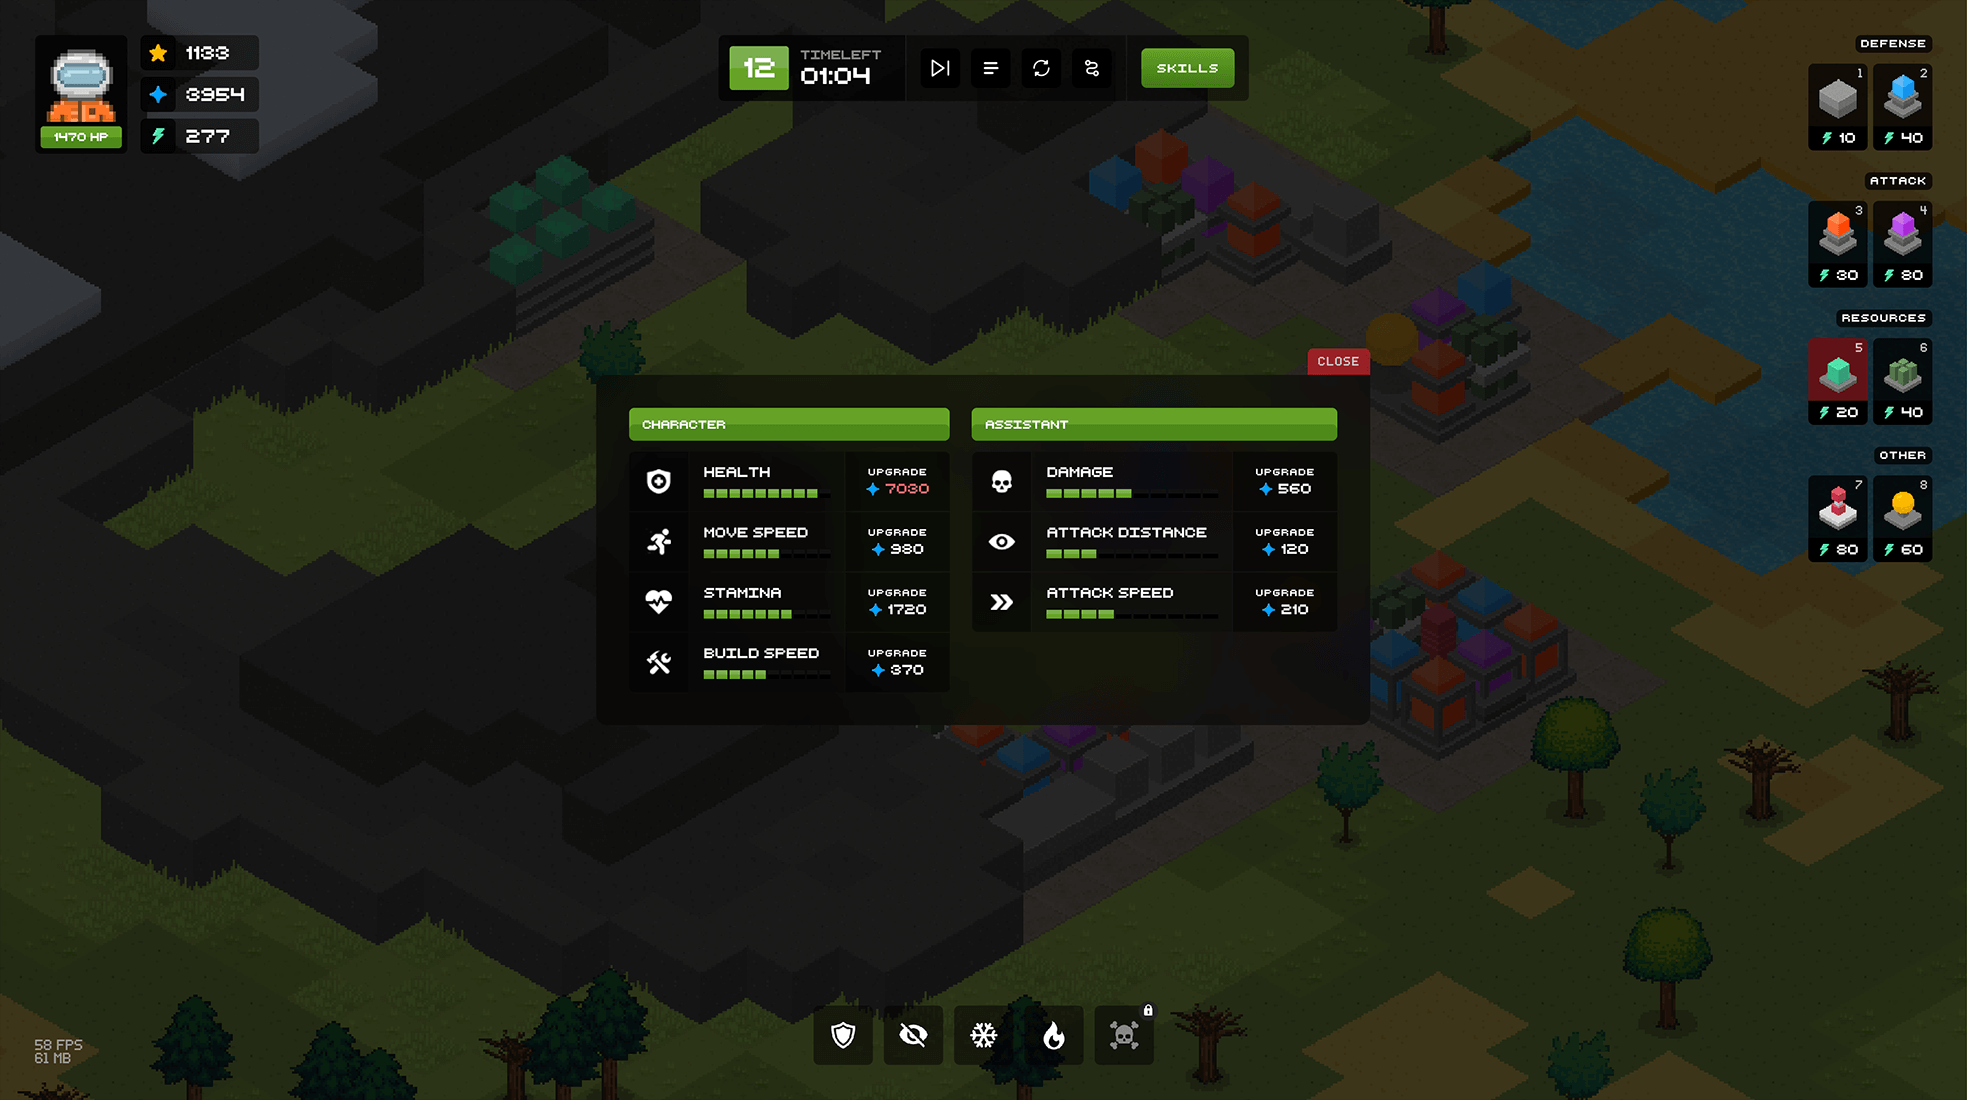 1133
3954
277
1470 HP
12
TIMELEFT
01:04
SKILLS
DEFENSE
1
2
10
40
ATTACK
3
4
30
80
RESOURCES
5
6
20
40
OTHER
7
8
80
60
CLOSE
CHARACTER
HEALTH
UPGRADE
7030
MOVE SPEED
UPGRADE
980
STAMINA
UPGRADE
1720
BUILD SPEED
UPGRADE
370
ASSISTANT
DAMAGE
UPGRADE
560
ATTACK DISTANCE
UPGRADE
120
ATTACK SPEED
UPGRADE
210
58 FPS
61 MB